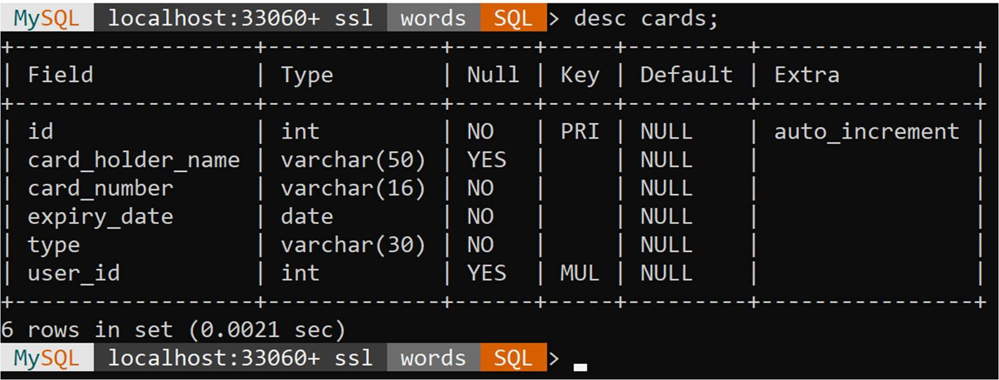 MySQL localhost:33060+ ssl words SQL > desc cards;
+------------------+-------------+------+-----+---------+----------------+
| Field            | Type        | Null | Key | Default | Extra          |
+------------------+-------------+------+-----+---------+----------------+
| id               | int         | NO   | PRI | NULL    | auto_increment |
| card_holder_name | varchar(50) | YES  |     | NULL    |                |
| card_number      | varchar(16) | NO   |     | NULL    |                |
| expiry_date      | date        | NO   |     | NULL    |                |
| type             | varchar(30) | NO   |     | NULL    |                |
| user_id          | int         | YES  | MUL | NULL    |                |
+------------------+-------------+------+-----+---------+----------------+
6 rows in set (0.0021 sec)
MySQL localhost:33060+ ssl words SQL > _